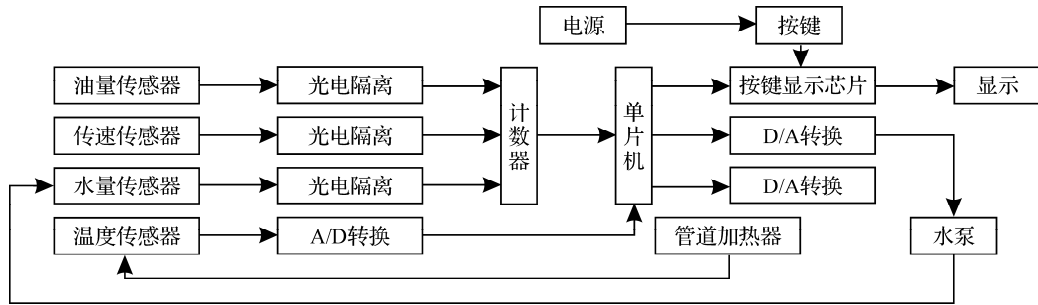 电源
按键
油量传感器
光电隔离
计数器
单片机
按键显示芯片
显示
传速传感器
光电隔离
D/A转换
水量传感器
光电隔离
D/A转换
温度传感器
A/D转换
管道加热器
水泵